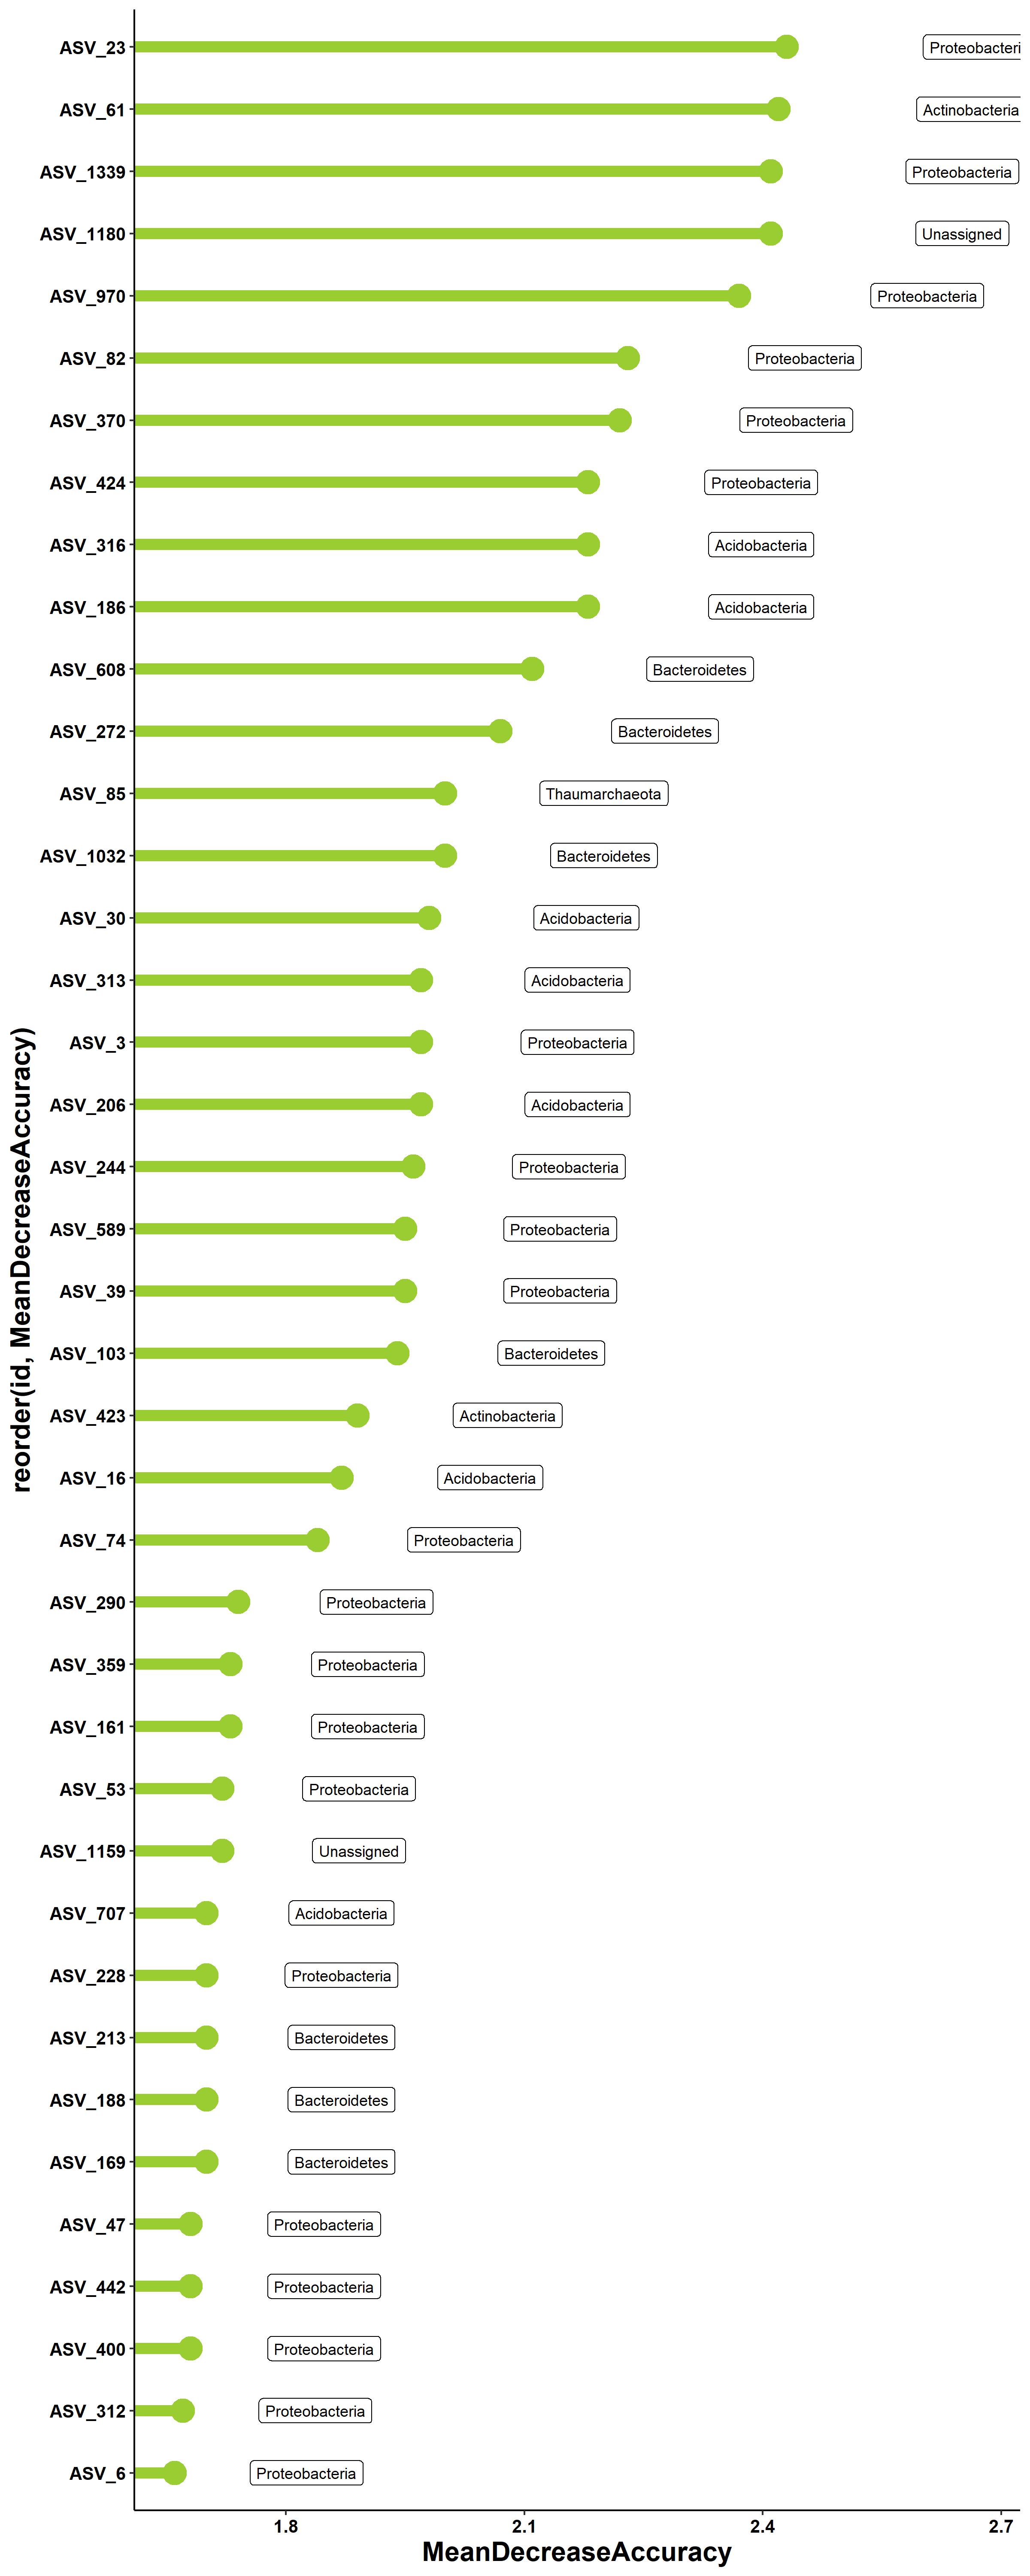 ASV_23 Proteobacteri
ASV_61 Actinobacteria
ASV_1339 Proteobacteria
ASV_1180 Unassigned
ASV_970 Proteobacteria
ASV_82 Proteobacteria
ASV_370 Proteobacteria
ASV_424 Proteobacteria
ASV_316 Acidobacteria
ASV_186 Acidobacteria
ASV_608 Bacteroidetes
ASV_272 Bacteroidetes
ASV_85 Thaumarchaeota
ASV_1032 Bacteroidetes
ASV_30 Acidobacteria
ASV_313 Acidobacteria
ASV_3 Proteobacteria
ASV_206 Acidobacteria
ASV_244 Proteobacteria
ASV_589 Proteobacteria
ASV_39 Proteobacteria
ASV_103 Bacteroidetes
ASV_423 Actinobacteria
ASV_16 Acidobacteria
ASV_74 Proteobacteria
ASV_290 Proteobacteria
ASV_359 Proteobacteria
ASV_161 Proteobacteria
ASV_53 Proteobacteria
ASV_1159 Unassigned
ASV_707 Acidobacteria
ASV_228 Proteobacteria
ASV_213 Bacteroidetes
ASV_188 Bacteroidetes
ASV_169 Bacteroidetes
ASV_47 Proteobacteria
ASV_442 Proteobacteria
ASV_400 Proteobacteria
ASV_312 Proteobacteria
ASV_6 Proteobacteria
reorder(id, MeanDecreaseAccuracy)
1.8 2.1 2.4 2.7
MeanDecreaseAccuracy